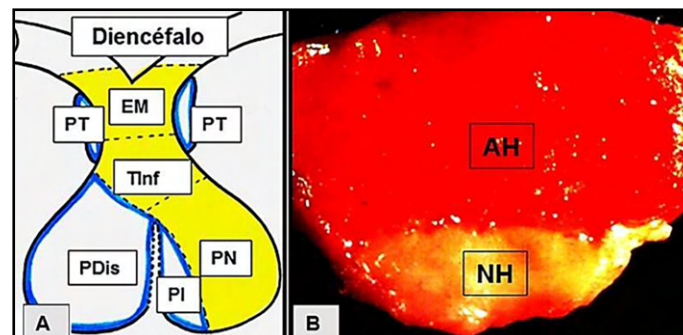 Diencéfalo
EM
PT
PT
TInf
PDis
PI
PN
A
AH
NH
B